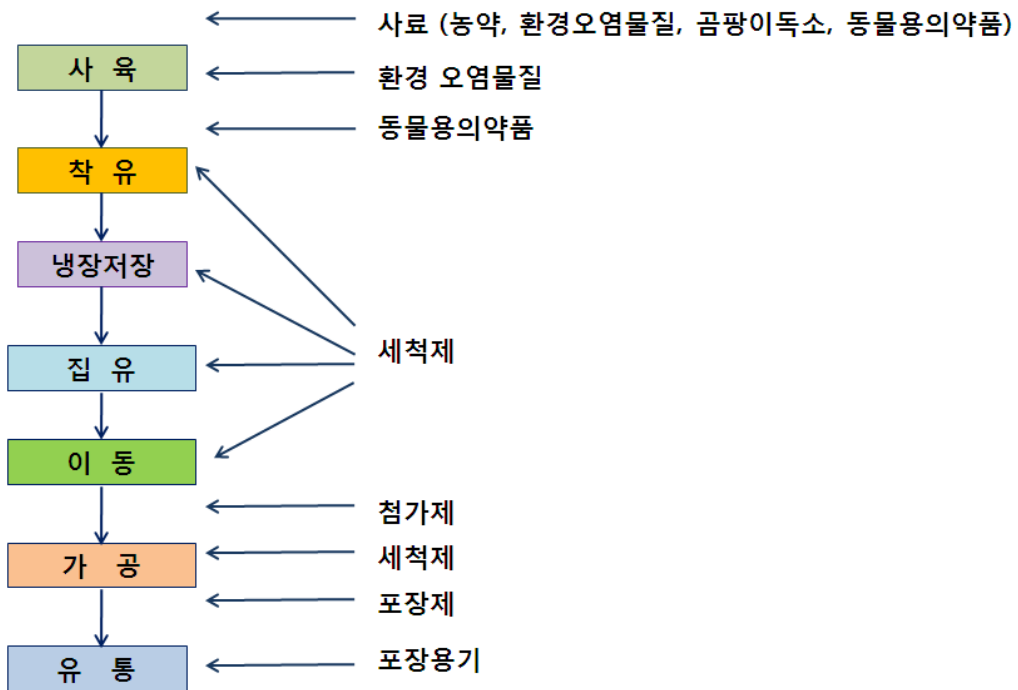 사료 (농약, 환경오염물질, 곰팡이독소, 동물용의약품)
사 육
환경 오염물질
동물용의약품
착 유
냉장저장
세척제
집 유
이 동
첨가제
세척제
가 공
포장제
포장용기
유 통